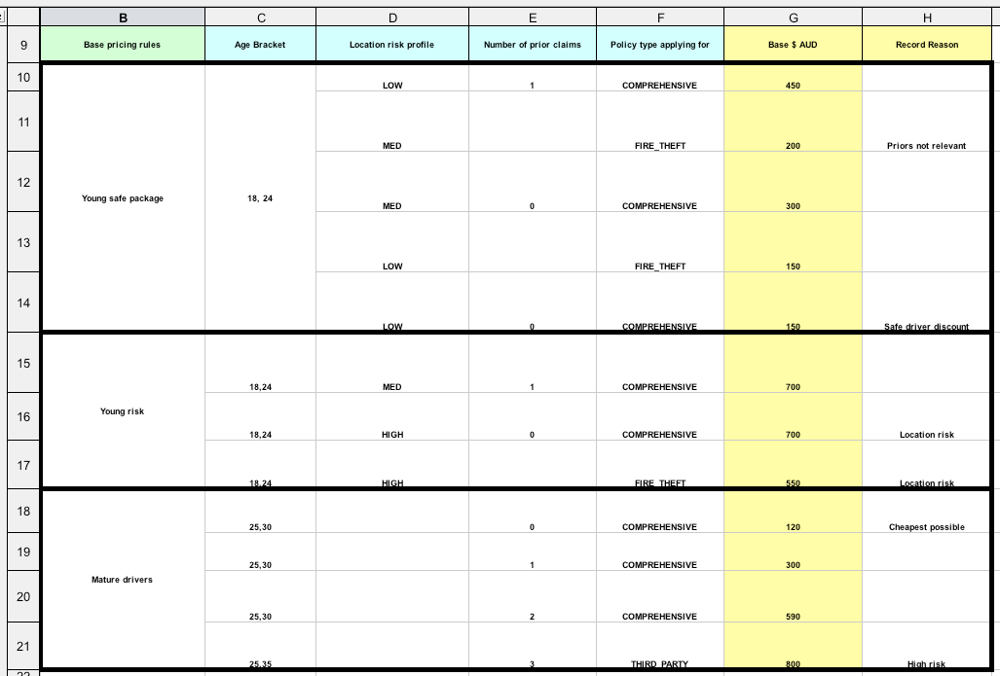 B C D E F G H
9 Base pricing rules Age Bracket Location risk profile Number of prior claims Policy type applying for Base $ AUD Record Reason
10 LOW 1 COMPREHENSIVE 450
11 MED FIRE_THEFT 200 Priors not relevant
12 MED 0 COMPREHENSIVE 300
Young safe package 18, 24
13 LOW FIRE_THEFT 150
14 LOW 0 COMPREHENSIVE 150 Safe driver discount
15 18,24 MED 1 COMPREHENSIVE 700
Young risk
16 18,24 HIGH 0 COMPREHENSIVE 700 Location risk
17 18,24 HIGH FIRE_THEFT 550 Location risk
18 25,30 0 COMPREHENSIVE 120 Cheapest possible
19 25,30 1 COMPREHENSIVE 300
Mature drivers
20 25,30 2 COMPREHENSIVE 590
21 25,35 3 THIRD_PARTY 800 High risk
22